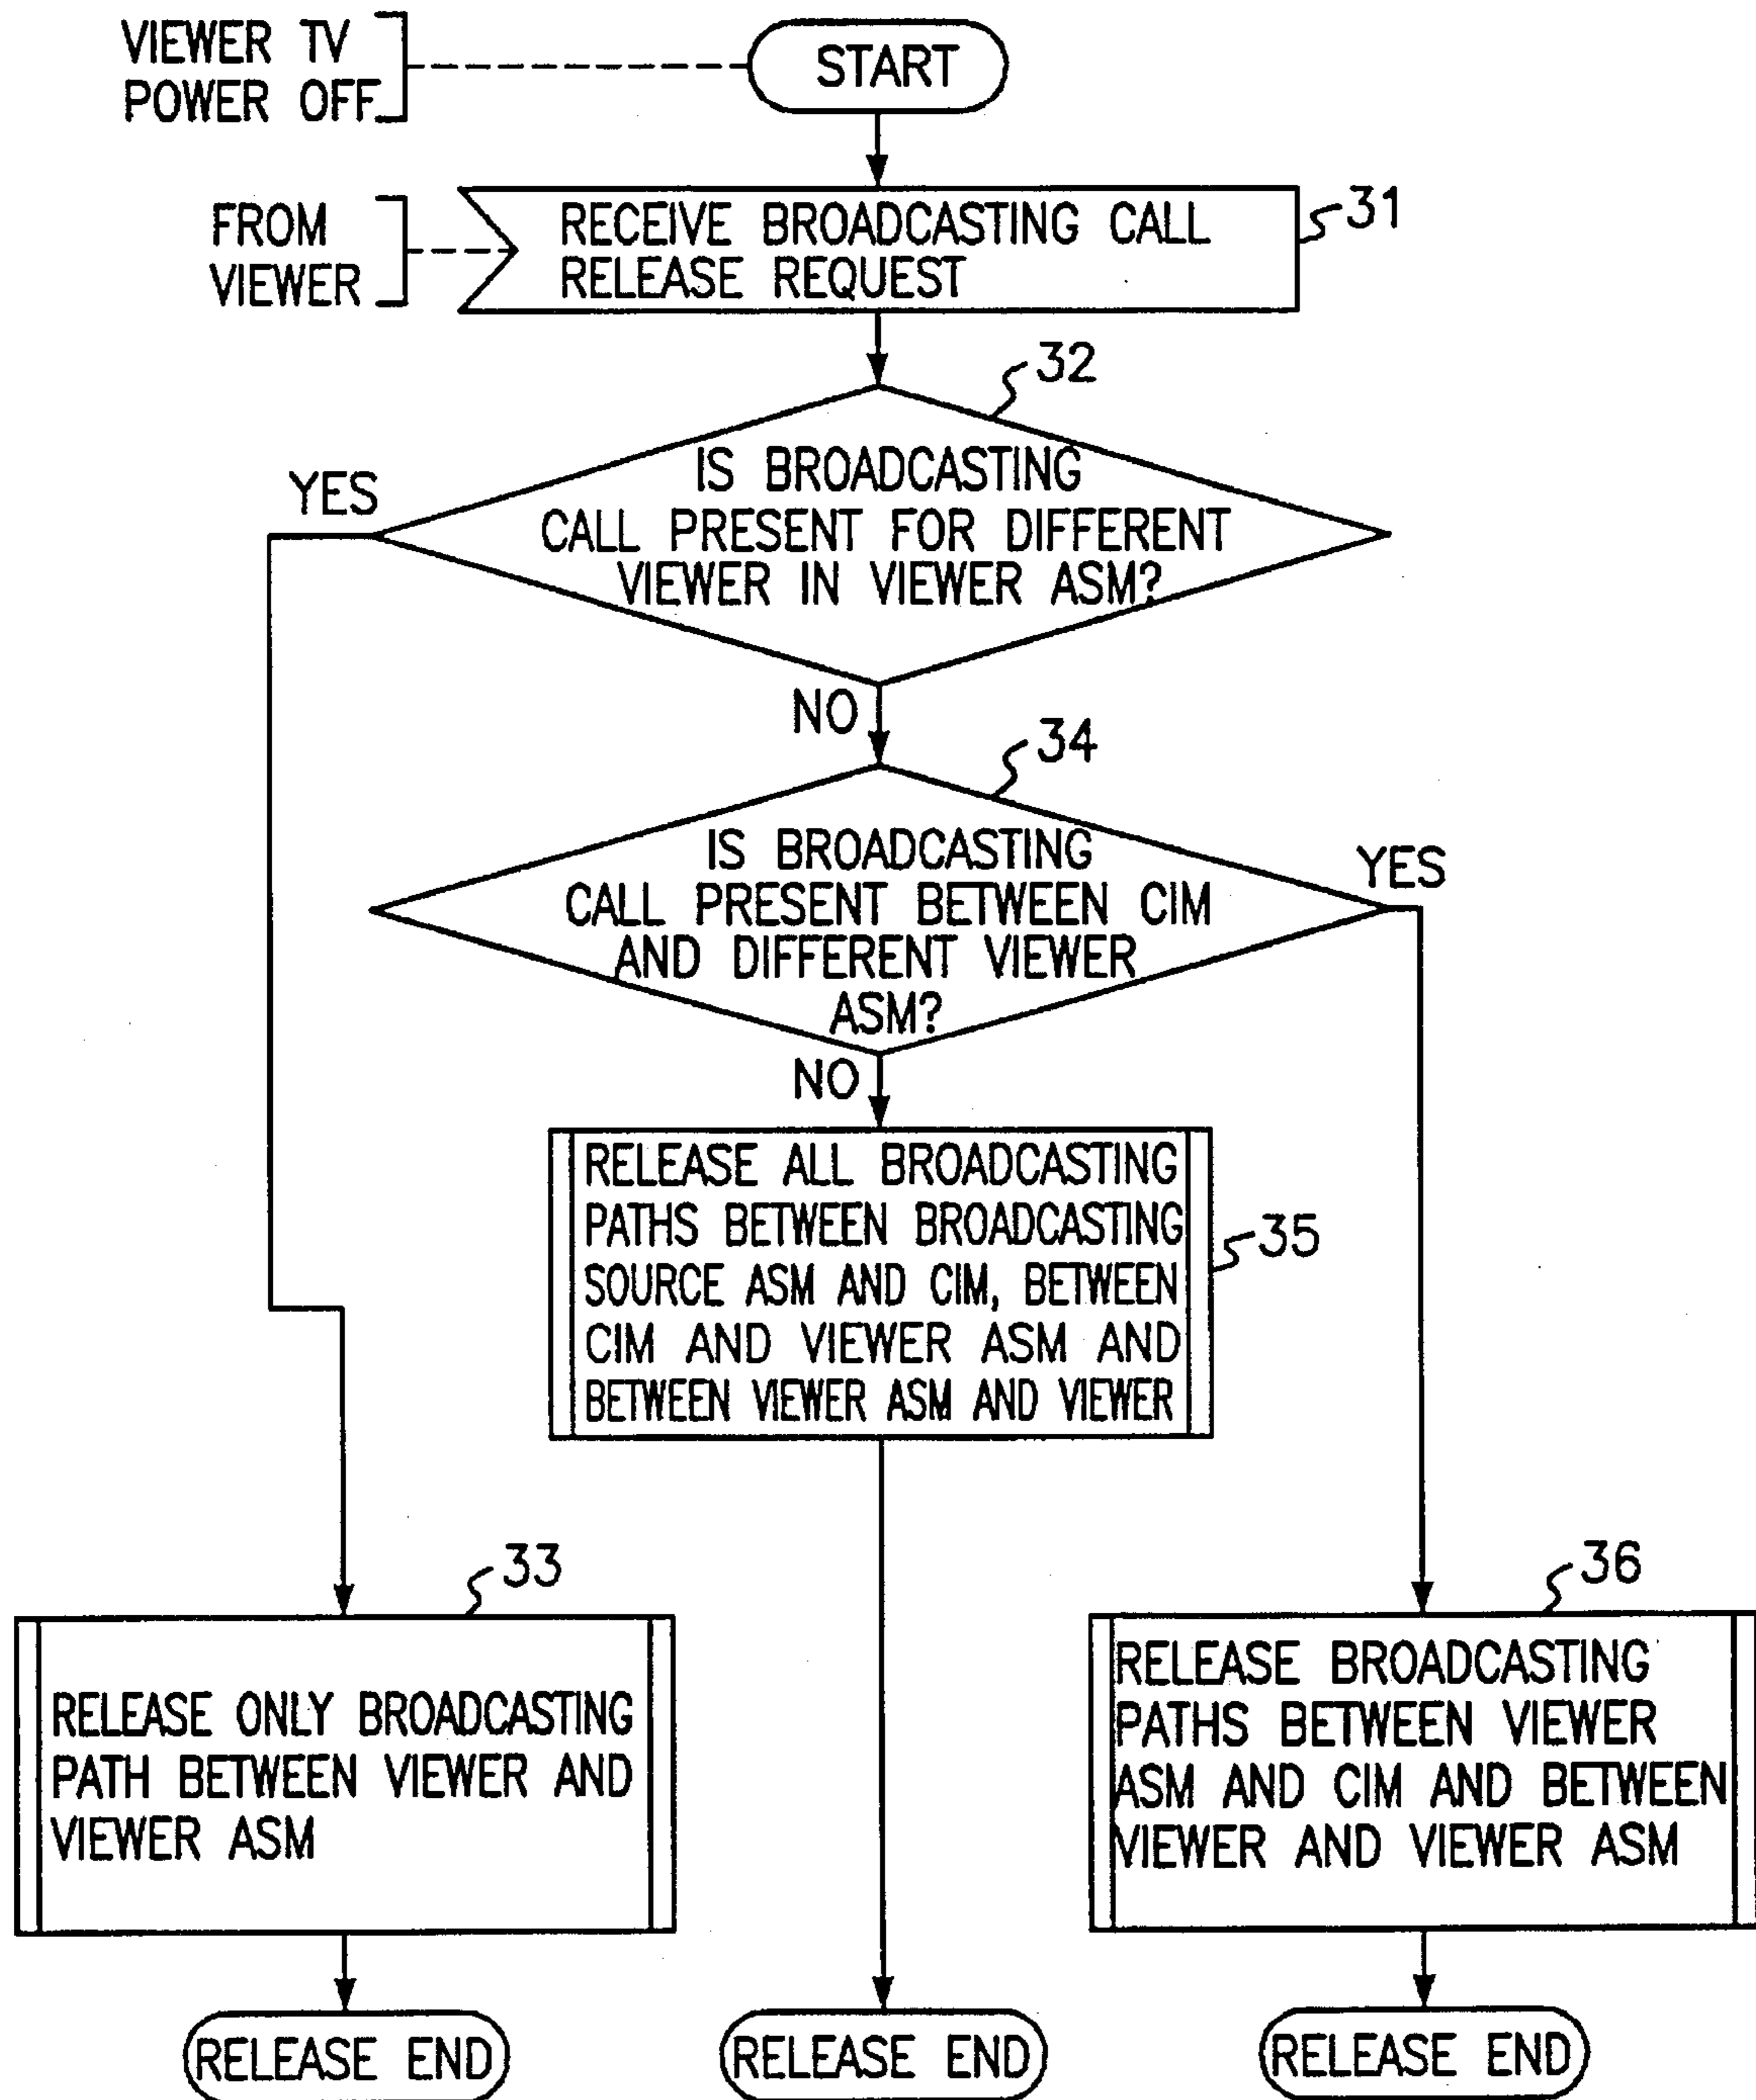 VIEWER TV
POWER OFF
START
FROM
VIEWER
RECEIVE BROADCASTING CALL
RELEASE REQUEST
31
32
IS BROADCASTING
CALL PRESENT FOR DIFFERENT
VIEWER IN VIEWER ASM?
YES
NO
34
IS BROADCASTING
CALL PRESENT BETWEEN CIM
AND DIFFERENT VIEWER
ASM?
YES
NO
RELEASE ALL BROADCASTING
PATHS BETWEEN BROADCASTING
SOURCE ASM AND CIM, BETWEEN
CIM AND VIEWER ASM AND
BETWEEN VIEWER ASM AND VIEWER
35
33
RELEASE ONLY BROADCASTING
PATH BETWEEN VIEWER AND
VIEWER ASM
36
RELEASE BROADCASTING
PATHS BETWEEN VIEWER
ASM AND CIM AND BETWEEN
VIEWER AND VIEWER ASM
RELEASE END
RELEASE END
RELEASE END